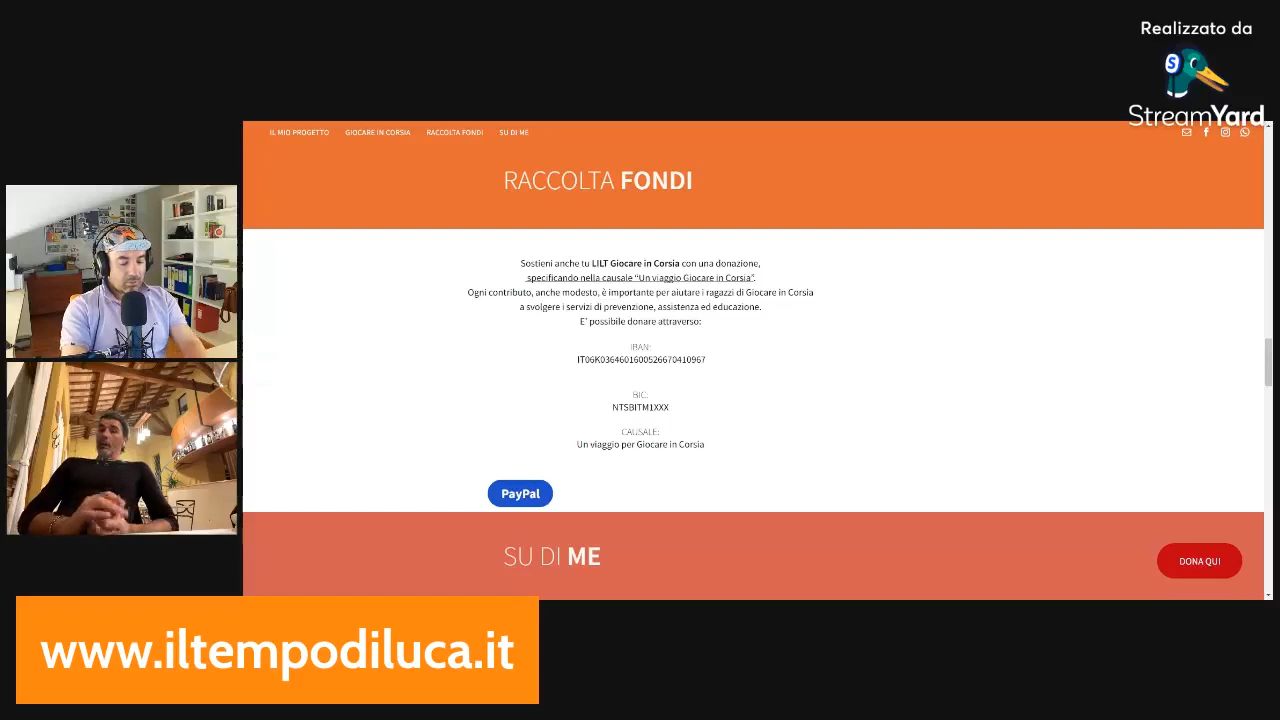 Realizzato da
StreamYard
IL MIO PROGETTO GIOCARE IN CORSIA RACCOLTA FONDI SU DI ME
RACCOLTA FONDI
Sostieni anche tu LILT Giocare in Corsia con una donazione,
specificando nella causale “Un viaggio Giocare in Corsia”.
Ogni contributo, anche modesto, è importante per aiutare i ragazzi di Giocare in Corsia
a svolgere i servizi di prevenzione, assistenza ed educazione.
E’ possibile donare attraverso:
IBAN:
IT06K0364601600526670410967
BIC:
NTSBITM1XXX
CAUSALE:
Un viaggio per Giocare in Corsia
PayPal
SU DI ME
DONA QUI
www.iltempodiluca.it